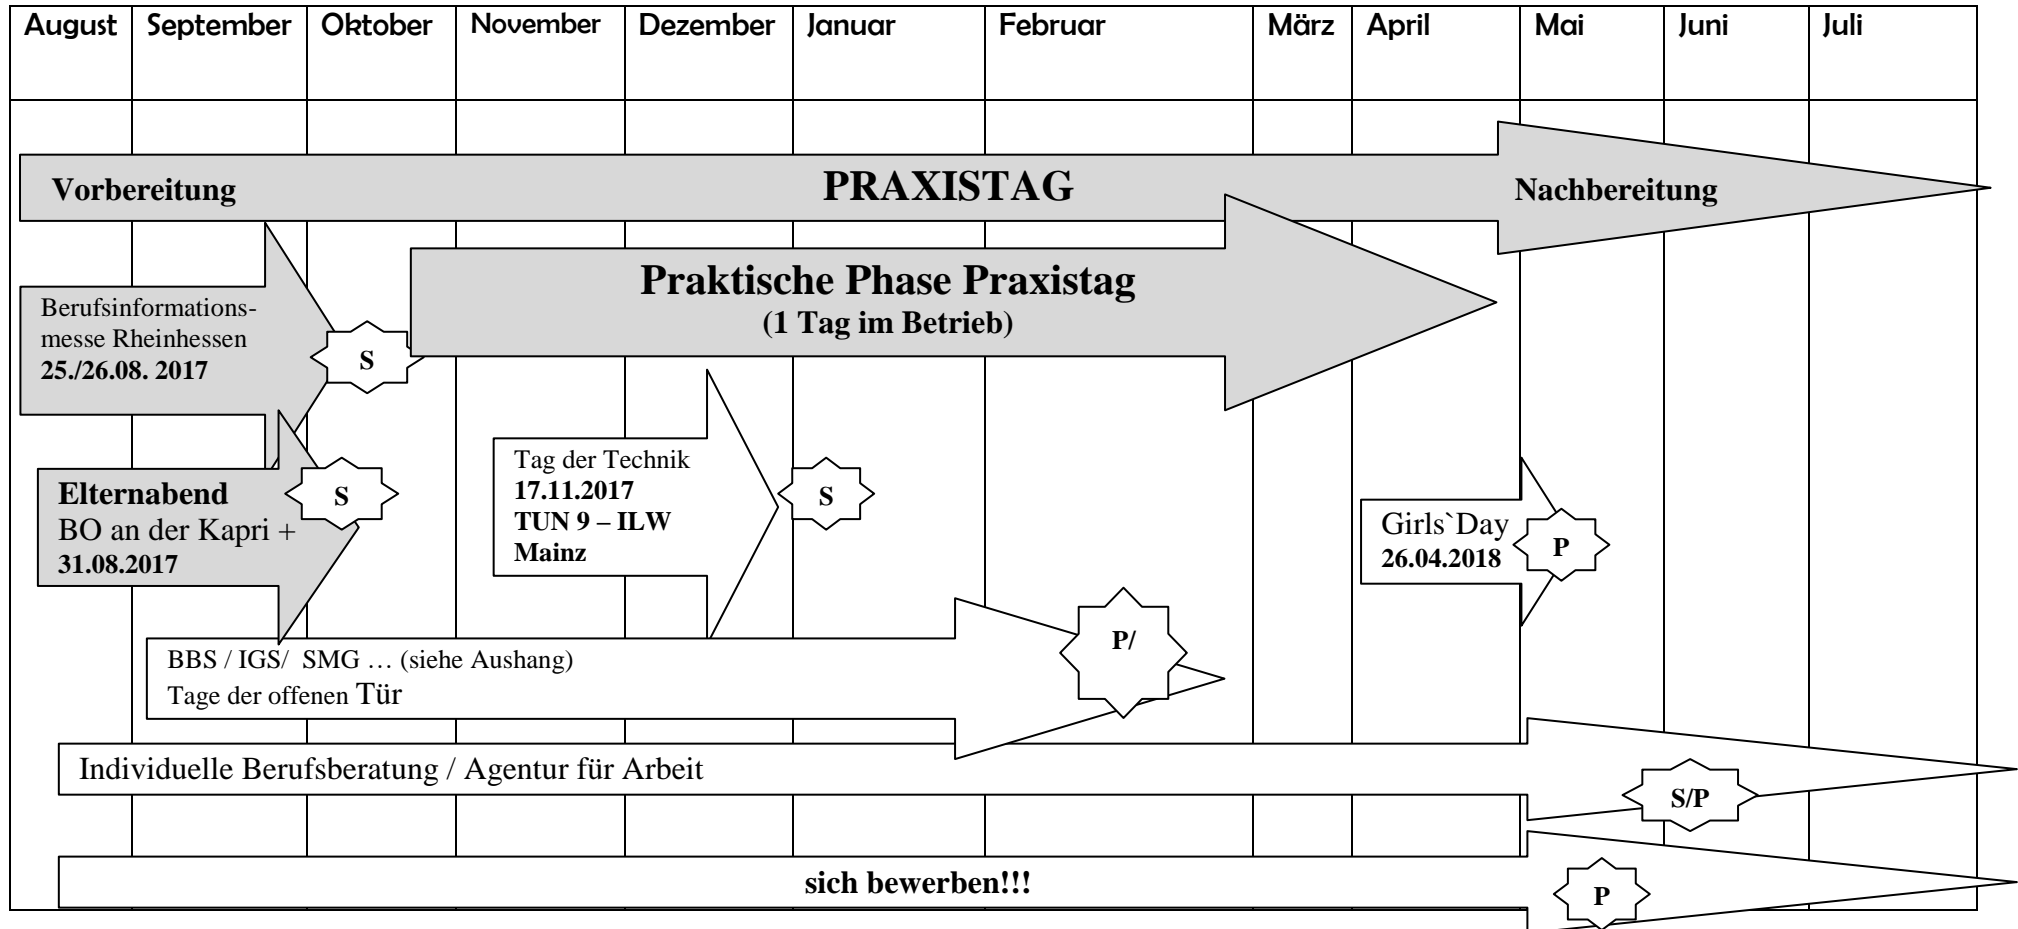 August September Oktober November Dezember Januar Februar März April Mai Juni Juli
Vorbereitung PRAXISTAG Nachbereitung
Praktische Phase Praxistag
(1 Tag im Betrieb)
Berufsinformations-
messe Rheinhessen
25./26.08. 2017
S
Elternabend
BO an der Kapri +
31.08.2017
S
Tag der Technik
17.11.2017
TUN 9 – ILW
Mainz
S
Girls`Day
26.04.2018
P
BBS / IGS/ SMG … (siehe Aushang)
Tage der offenen Tür
P/
Individuelle Berufsberatung / Agentur für Arbeit
S/P
sich bewerben!!!
P